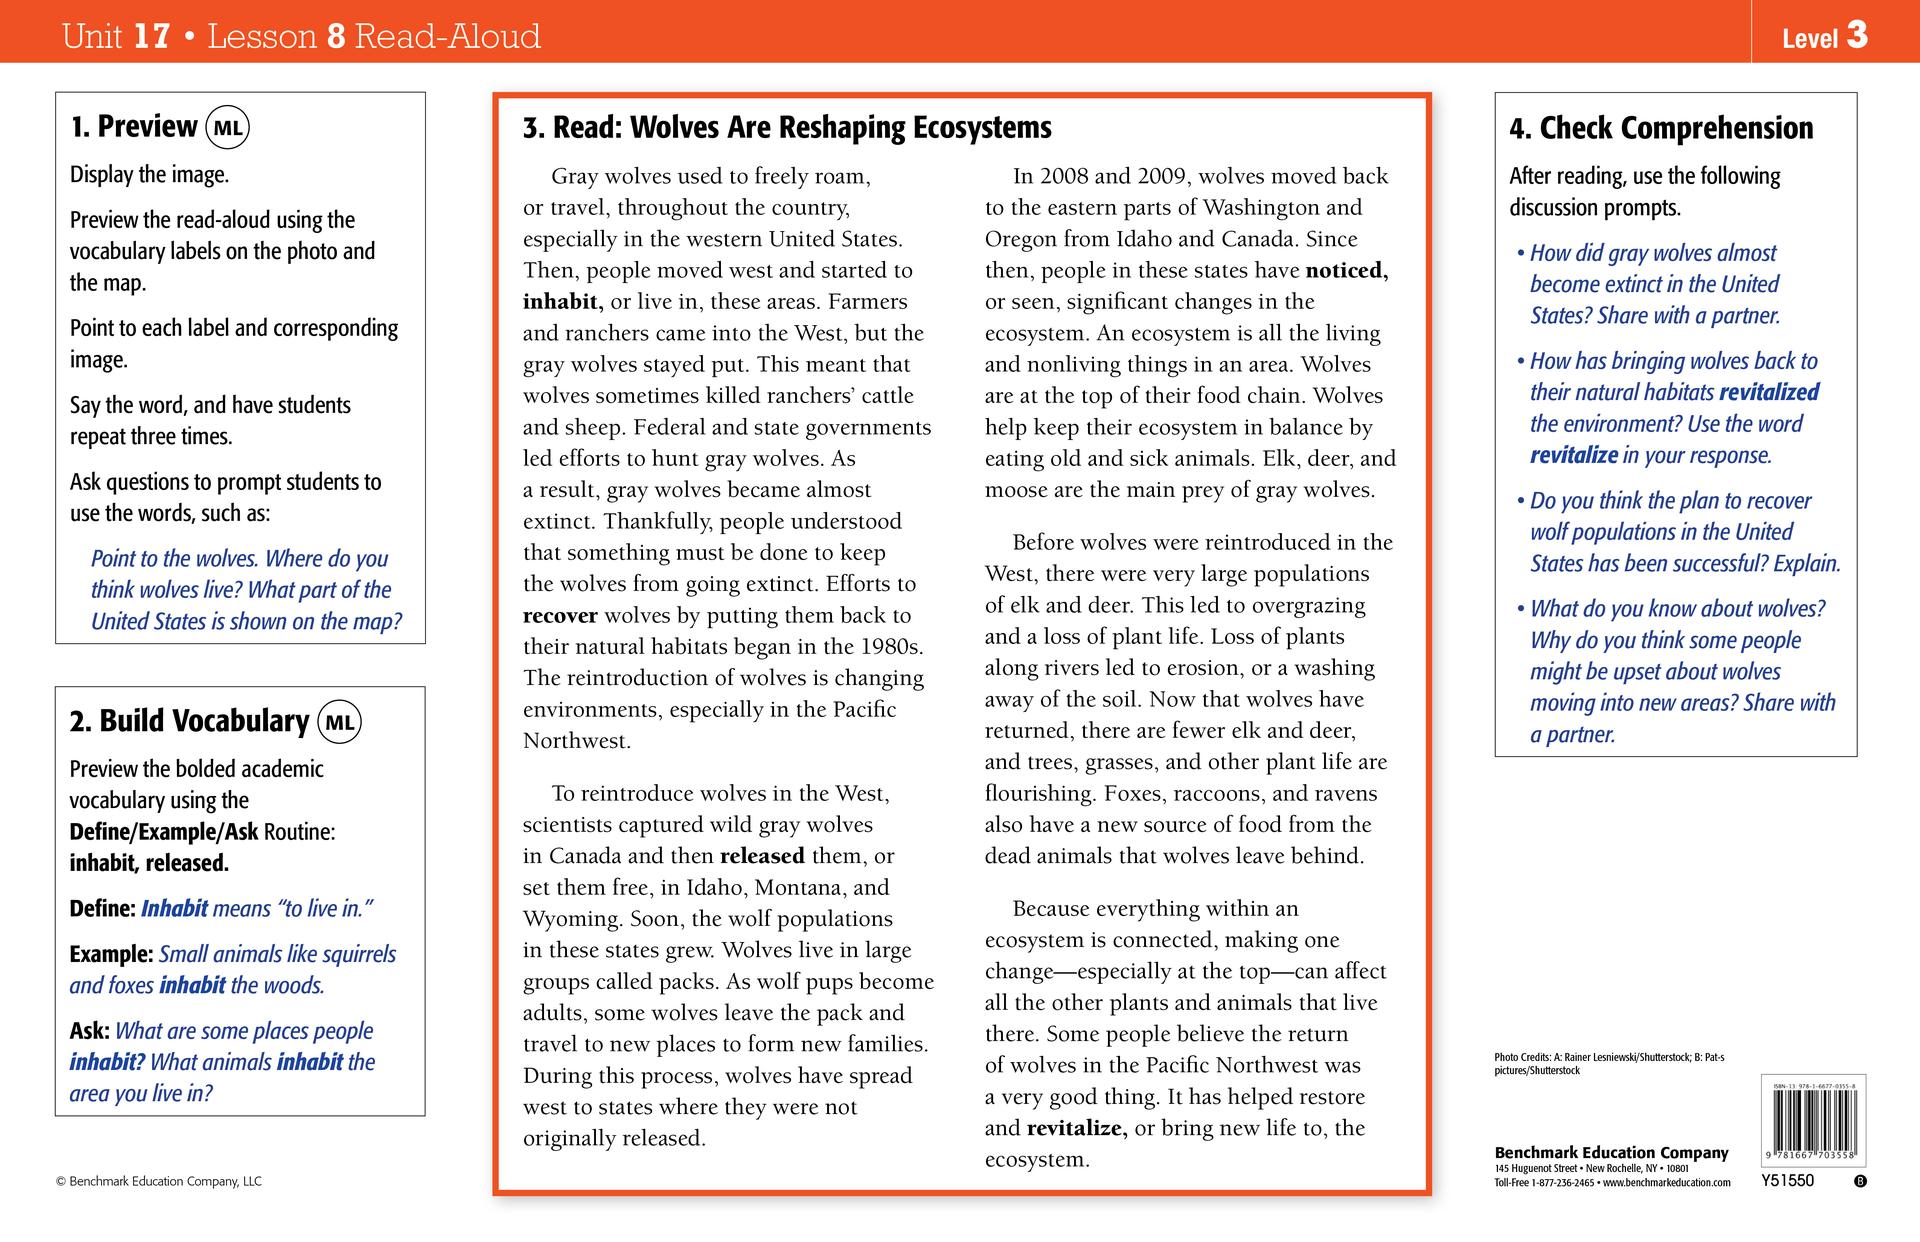 Unit 17 • Lesson 8 Read-Aloud
Level 3
1. Preview ML
Display the image.
Preview the read-aloud using the
vocabulary labels on the photo and
the map.
Point to each label and corresponding
image.
Say the word, and have students
repeat three times.
Ask questions to prompt students to
use the words, such as:
Point to the wolves. Where do you
think wolves live? What part of the
United States is shown on the map?
2. Build Vocabulary ML
Preview the bolded academic
vocabulary using the
Define/Example/Ask Routine:
inhabit, released.
Define: Inhabit means “to live in.”
Example: Small animals like squirrels
and foxes inhabit the woods.
Ask: What are some places people
inhabit? What animals inhabit the
area you live in?
© Benchmark Education Company, LLC
3. Read: Wolves Are Reshaping Ecosystems
Gray wolves used to freely roam,
or travel, throughout the country,
especially in the western United States.
Then, people moved west and started to
inhabit, or live in, these areas. Farmers
and ranchers came into the West, but the
gray wolves stayed put. This meant that
wolves sometimes killed ranchers’ cattle
and sheep. Federal and state governments
led efforts to hunt gray wolves. As
a result, gray wolves became almost
extinct. Thankfully, people understood
that something must be done to keep
the wolves from going extinct. Efforts to
recover wolves by putting them back to
their natural habitats began in the 1980s.
The reintroduction of wolves is changing
environments, especially in the Pacific
Northwest.
To reintroduce wolves in the West,
scientists captured wild gray wolves
in Canada and then released them, or
set them free, in Idaho, Montana, and
Wyoming. Soon, the wolf populations
in these states grew. Wolves live in large
groups called packs. As wolf pups become
adults, some wolves leave the pack and
travel to new places to form new families.
During this process, wolves have spread
west to states where they were not
originally released.
In 2008 and 2009, wolves moved back
to the eastern parts of Washington and
Oregon from Idaho and Canada. Since
then, people in these states have noticed,
or seen, significant changes in the
ecosystem. An ecosystem is all the living
and nonliving things in an area. Wolves
are at the top of their food chain. Wolves
help keep their ecosystem in balance by
eating old and sick animals. Elk, deer, and
moose are the main prey of gray wolves.
Before wolves were reintroduced in the
West, there were very large populations
of elk and deer. This led to overgrazing
and a loss of plant life. Loss of plants
along rivers led to erosion, or a washing
away of the soil. Now that wolves have
returned, there are fewer elk and deer,
and trees, grasses, and other plant life are
flourishing. Foxes, raccoons, and ravens
also have a new source of food from the
dead animals that wolves leave behind.
Because everything within an
ecosystem is connected, making one
change—especially at the top—can affect
all the other plants and animals that live
there. Some people believe the return
of wolves in the Pacific Northwest was
a very good thing. It has helped restore
and revitalize, or bring new life to, the
ecosystem.
4. Check Comprehension
After reading, use the following
discussion prompts.
• How did gray wolves almost
become extinct in the United
States? Share with a partner.
• How has bringing wolves back to
their natural habitats revitalized
the environment? Use the word
revitalize in your response.
• Do you think the plan to recover
wolf populations in the United
States has been successful? Explain.
• What do you know about wolves?
Why do you think some people
might be upset about wolves
moving into new areas? Share with
a partner.
Photo Credits: A: Rainer Lesniewski/Shutterstock; B: Pat-s
pictures/Shutterstock
Benchmark Education Company
145 Huguenot Street • New Rochelle, NY • 10801
Toll-Free 1-877-236-2465 • www.benchmarkeducation.com
ISBN-13 978-1-6677-0355-8
9 781667 703558
Y51550
B